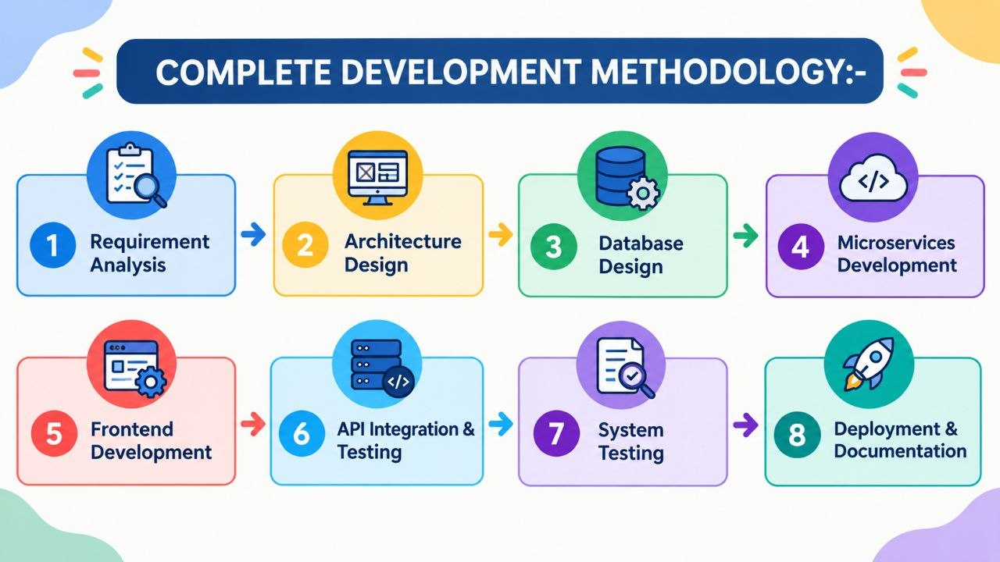 COMPLETE DEVELOPMENT METHODOLOGY:-
1
Requirement
Analysis
2
Architecture
Design
3
Database
Design
4
Microservices
Development
5
Frontend
Development
6
API Integration &
Testing
7
System
Testing
8
Deployment &
Documentation